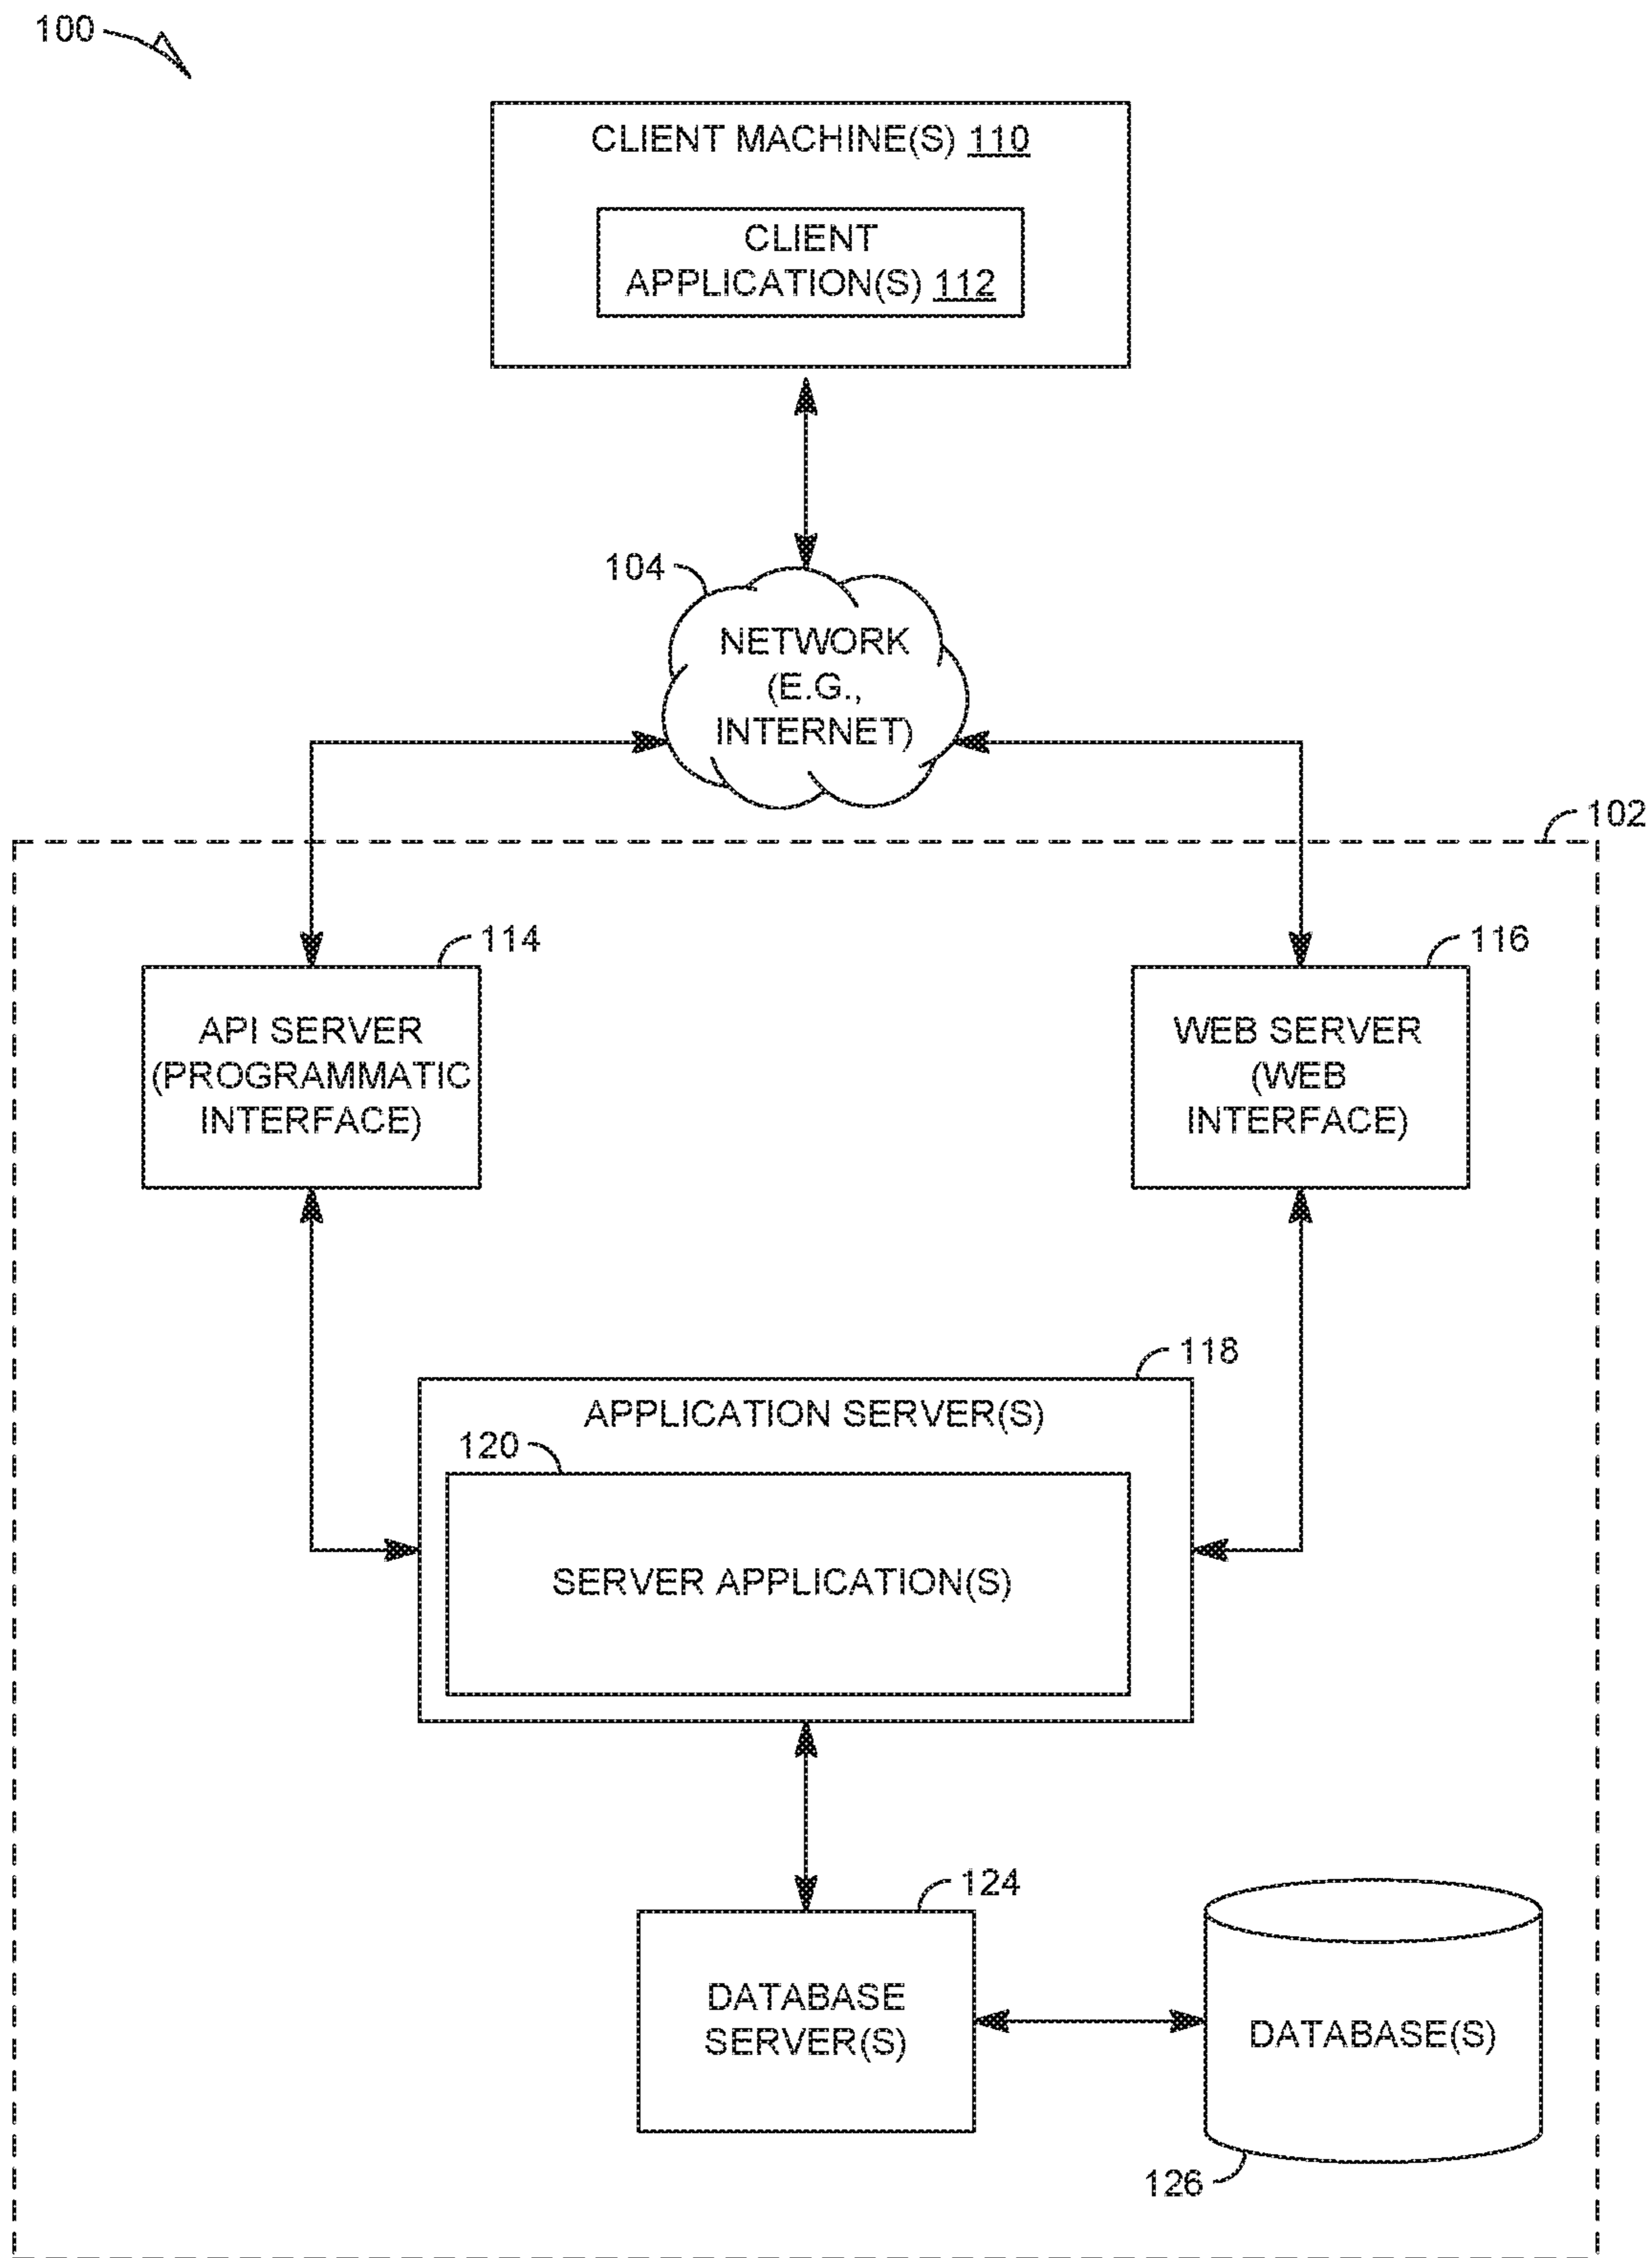 100
CLIENT MACHINE(S) 110
CLIENT
APPLICATION(S) 112
104
NETWORK
(E.G.,
INTERNET)
102
114
API SERVER
(PROGRAMMATIC
INTERFACE)
116
WEB SERVER
(WEB
INTERFACE)
118
APPLICATION SERVER(S)
120
SERVER APPLICATION(S)
124
DATABASE
SERVER(S)
DATABASE(S)
126